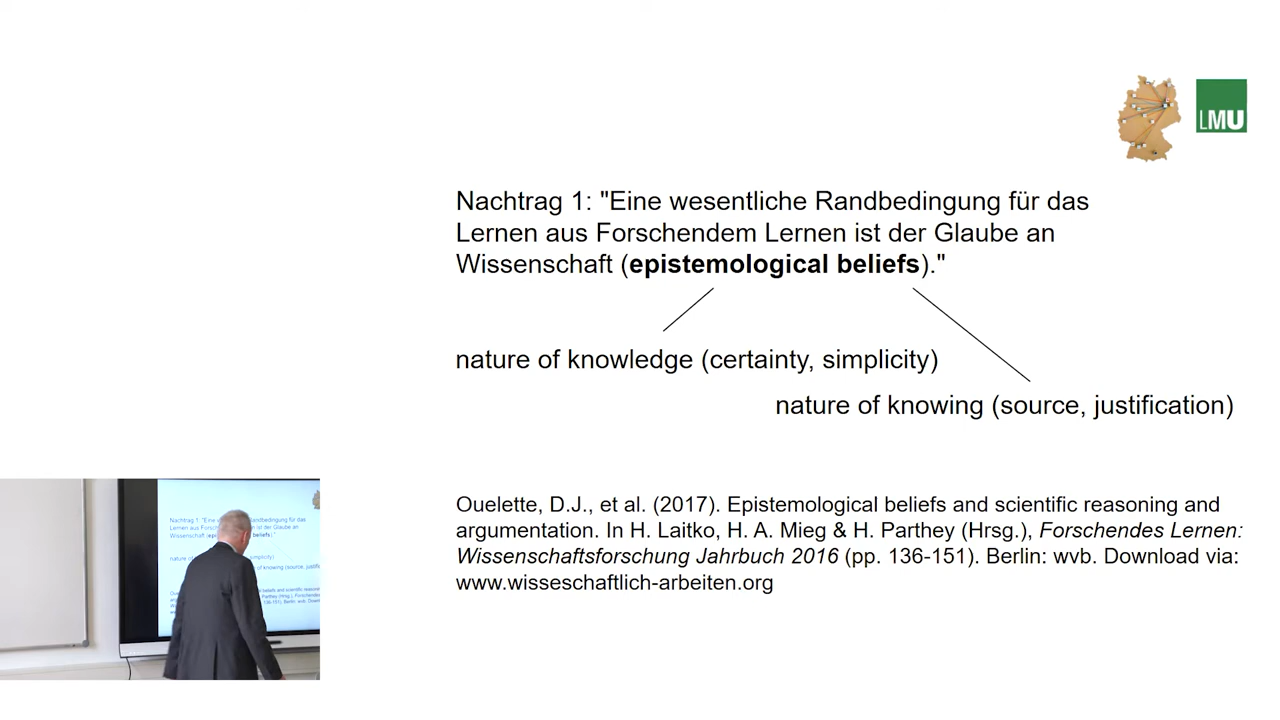 LMU
Nachtrag 1: "Eine wesentliche Randbedingung für das
Lernen aus Forschendem Lernen ist der Glaube an
Wissenschaft (epistemological beliefs)."
nature of knowledge (certainty, simplicity)
nature of knowing (source, justification)
Ouelette, D.J., et al. (2017). Epistemological beliefs and scientific reasoning and
argumentation. In H. Laitko, H. A. Mieg & H. Parthey (Hrsg.), Forschendes Lernen:
Wissenschaftsforschung Jahrbuch 2016 (pp. 136-151). Berlin: wvb. Download via:
www.wisseschaftlich-arbeiten.org